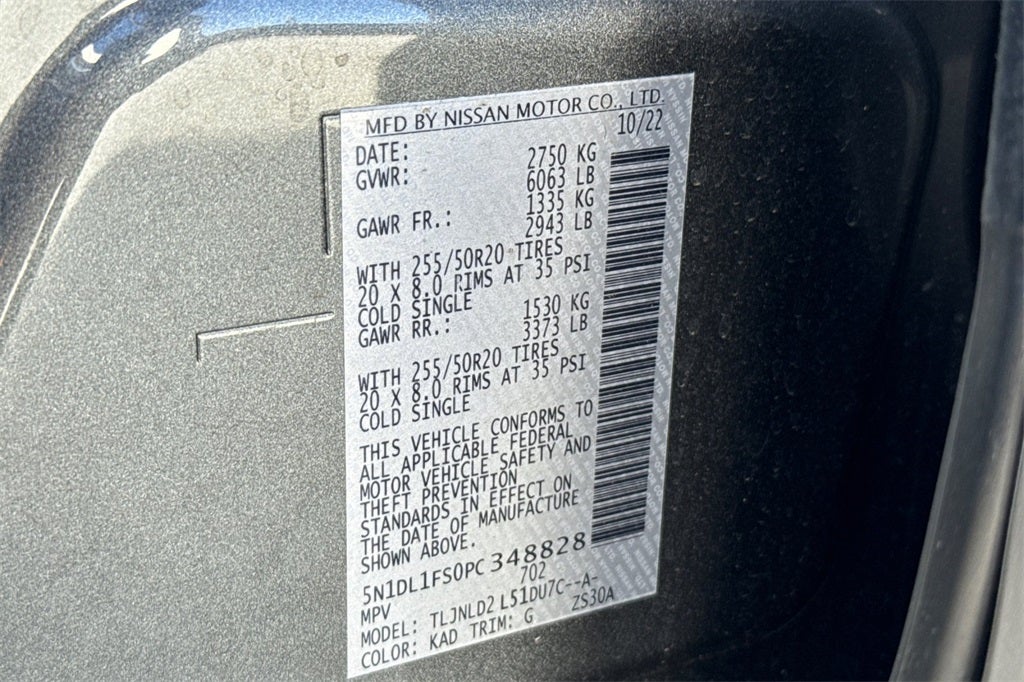 MFD BY NISSAN MOTOR CO., LTD.
DATE: 10/22
GVWR: 2750 KG
6063 LB
GAWR FR.: 1335 KG
2943 LB
WITH 255/50R20 TIRES
20 X 8.0 RIMS AT 35 PSI
COLD SINGLE
GAWR RR.: 1530 KG
3373 LB
WITH 255/50R20 TIRES
20 X 8.0 RIMS AT 35 PSI
COLD SINGLE
THIS VEHICLE CONFORMS TO
ALL APPLICABLE FEDERAL
MOTOR VEHICLE SAFETY AND
THEFT PREVENTION
STANDARDS IN EFFECT ON
THE DATE OF MANUFACTURE
SHOWN ABOVE.
5N1DL1FS0PC348828
MPV 702
MODEL: TLJNLD2 L51DU7C--A-
COLOR: KAD TRIM: G ZS30A